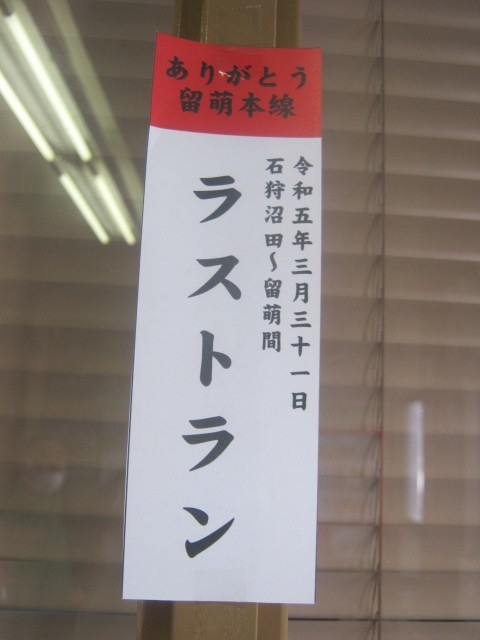 ありがとう
留萌本線
令和五年三月三十一日
石狩沼田〜留萌間
ラストラン